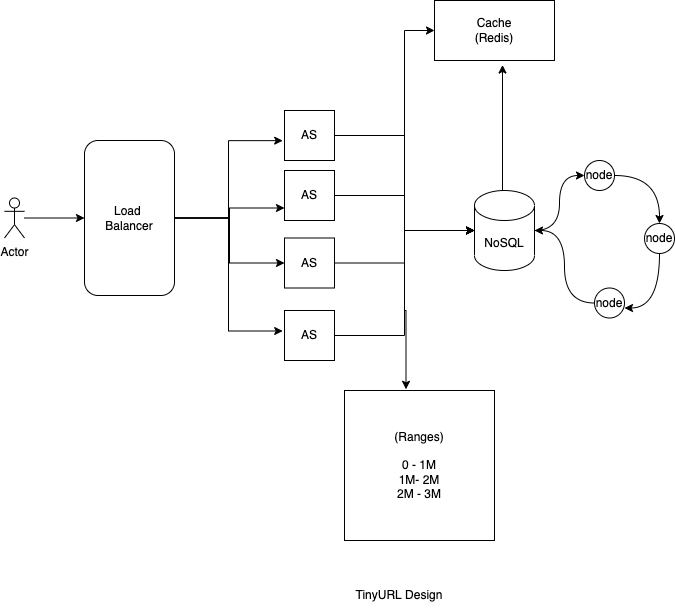 Cache
(Redis)
AS
AS
AS
AS
Load
Balancer
Actor
NoSQL
node
node
node
(Ranges)
0 - 1M
1M- 2M
2M - 3M
TinyURL Design